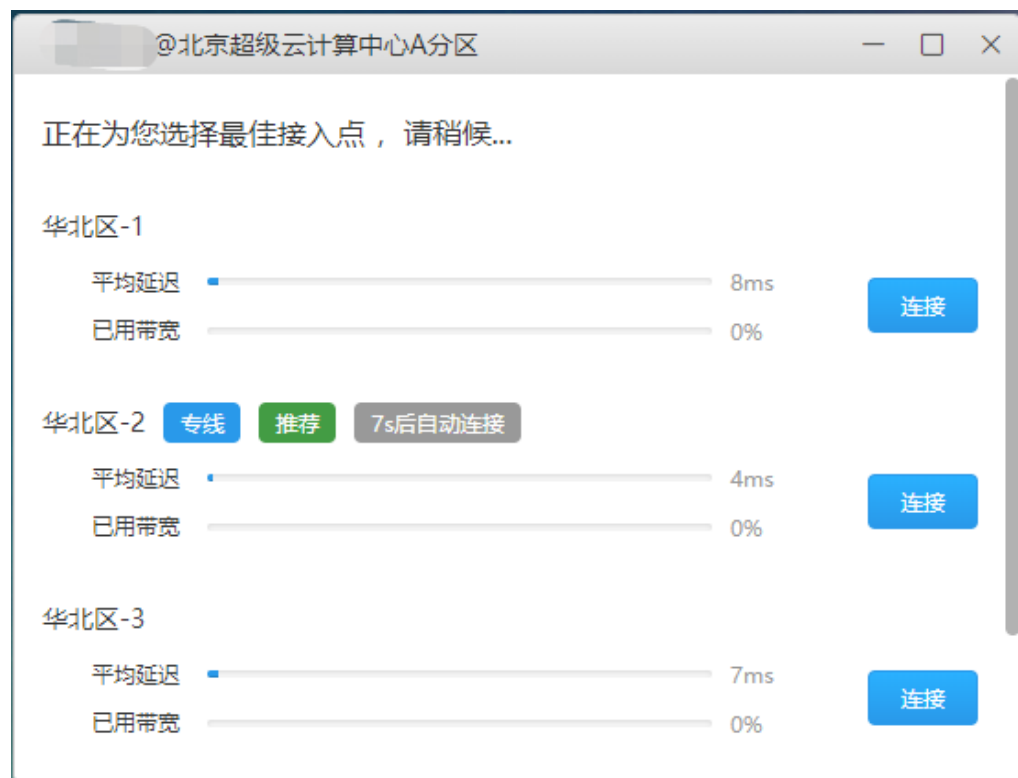 @北京超级云计算中心A分区
正在为您选择最佳接入点，请稍候...
华北区-1
平均延迟 8ms
连接
已用带宽 0%
华北区-2 专线 推荐 7s后自动连接
平均延迟 4ms
连接
已用带宽 0%
华北区-3
平均延迟 7ms
连接
已用带宽 0%